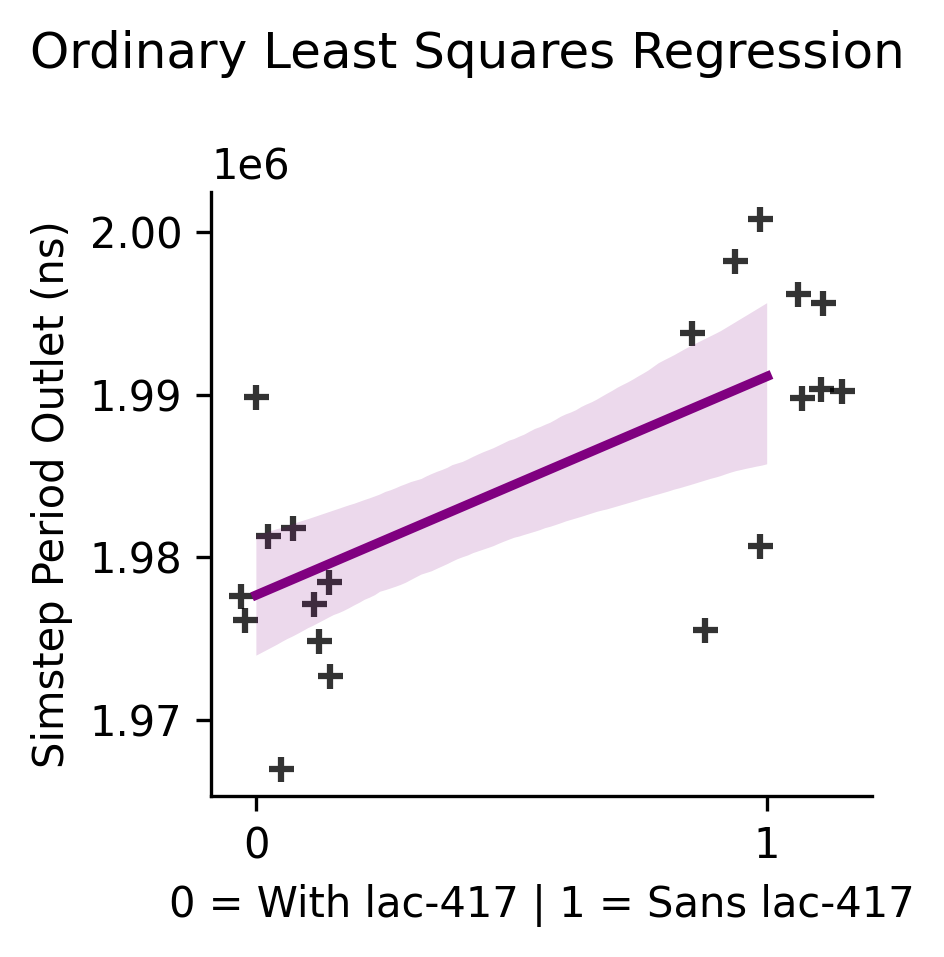 Ordinary Least Squares Regression
1e6
Simstep Period Outlet (ns)
2.00
1.99
1.98
1.97
0
1
0 = With lac-417 | 1 = Sans lac-417